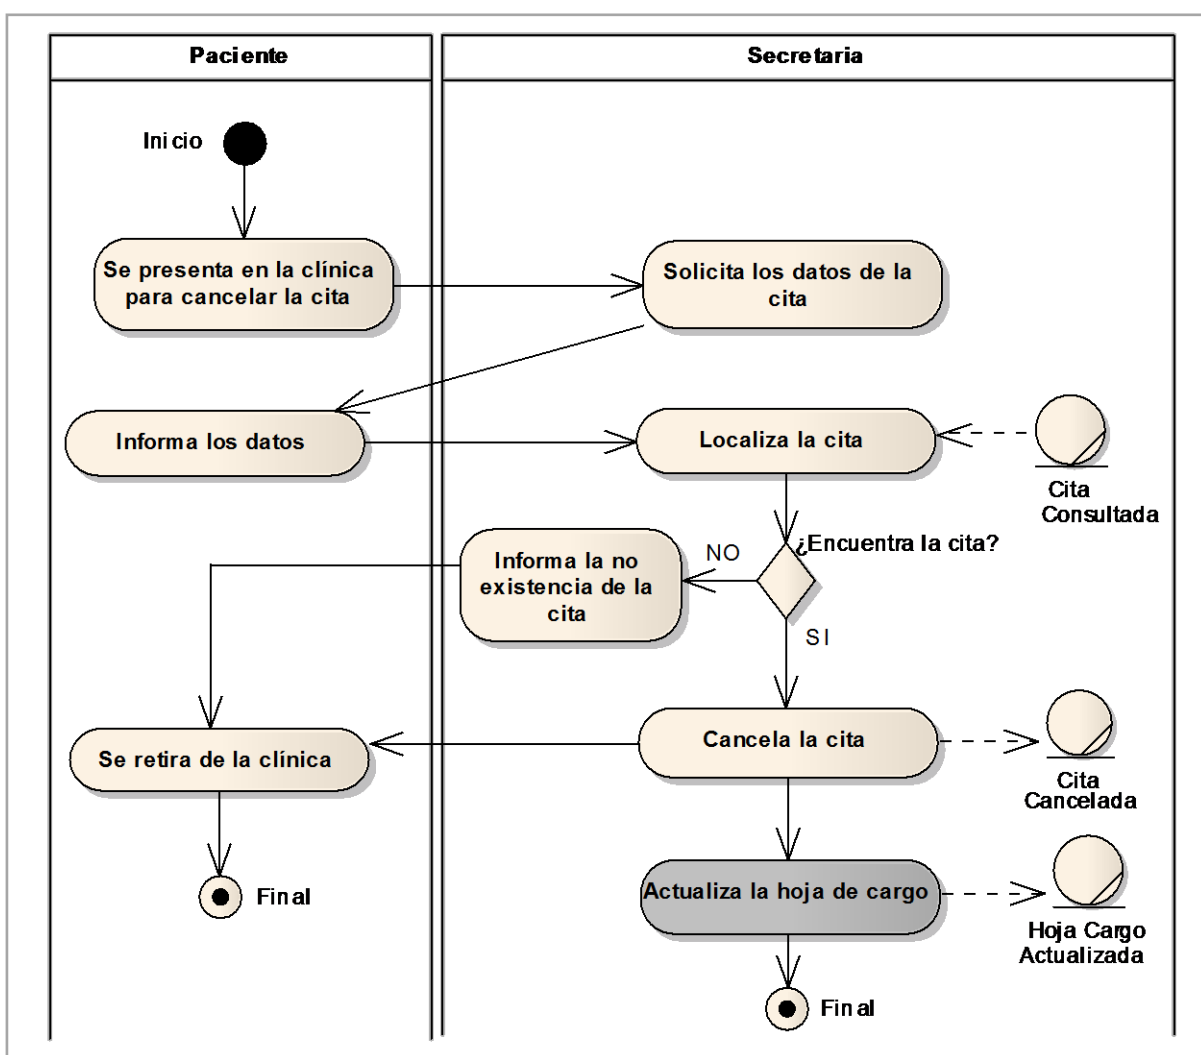 Paciente
Secretaria
Inicio
Se presenta en la clínica
para cancelar la cita
Solicita los datos de la
cita
Informa los datos
Localiza la cita
Cita
Consultada
¿Encuentra la cita?
NO
Informa la no
existencia de la
cita
SI
Se retira de la clínica
Cancela la cita
Cita
Cancelada
Final
Actualiza la hoja de cargo
Hoja Cargo
Actualizada
Final